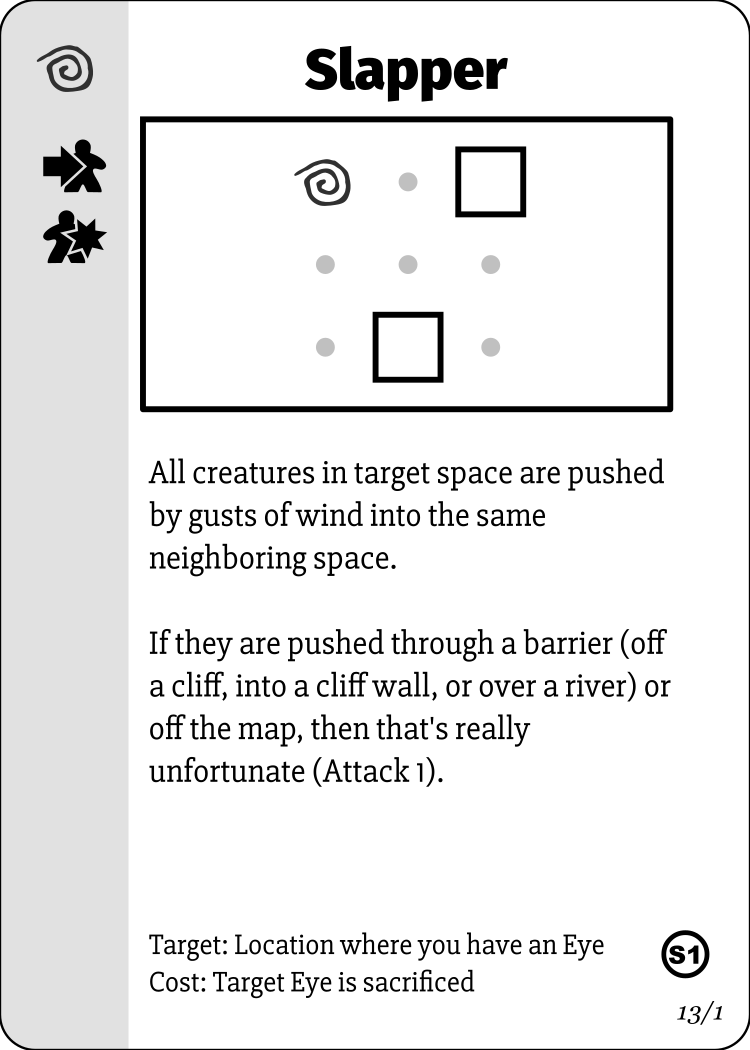 Slapper
All creatures in target space are pushed
by gusts of wind into the same
neighboring space.
If they are pushed through a barrier (off
a cliff, into a cliff wall, or over a river) or
off the map, then that's really
unfortunate (Attack 1).
Target: Location where you have an Eye
Cost: Target Eye is sacrificed
S1
13/1